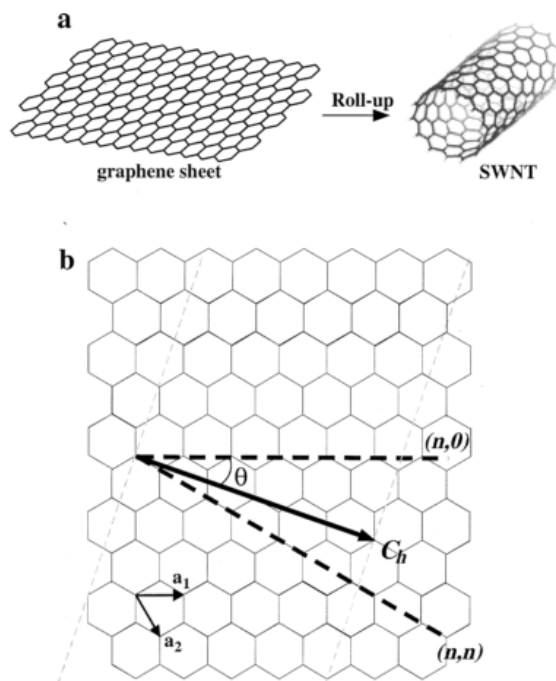 a
Roll-up
graphene sheet
SWNT
b
(n,0)
θ
C_h
a_1
a_2
(n,n)